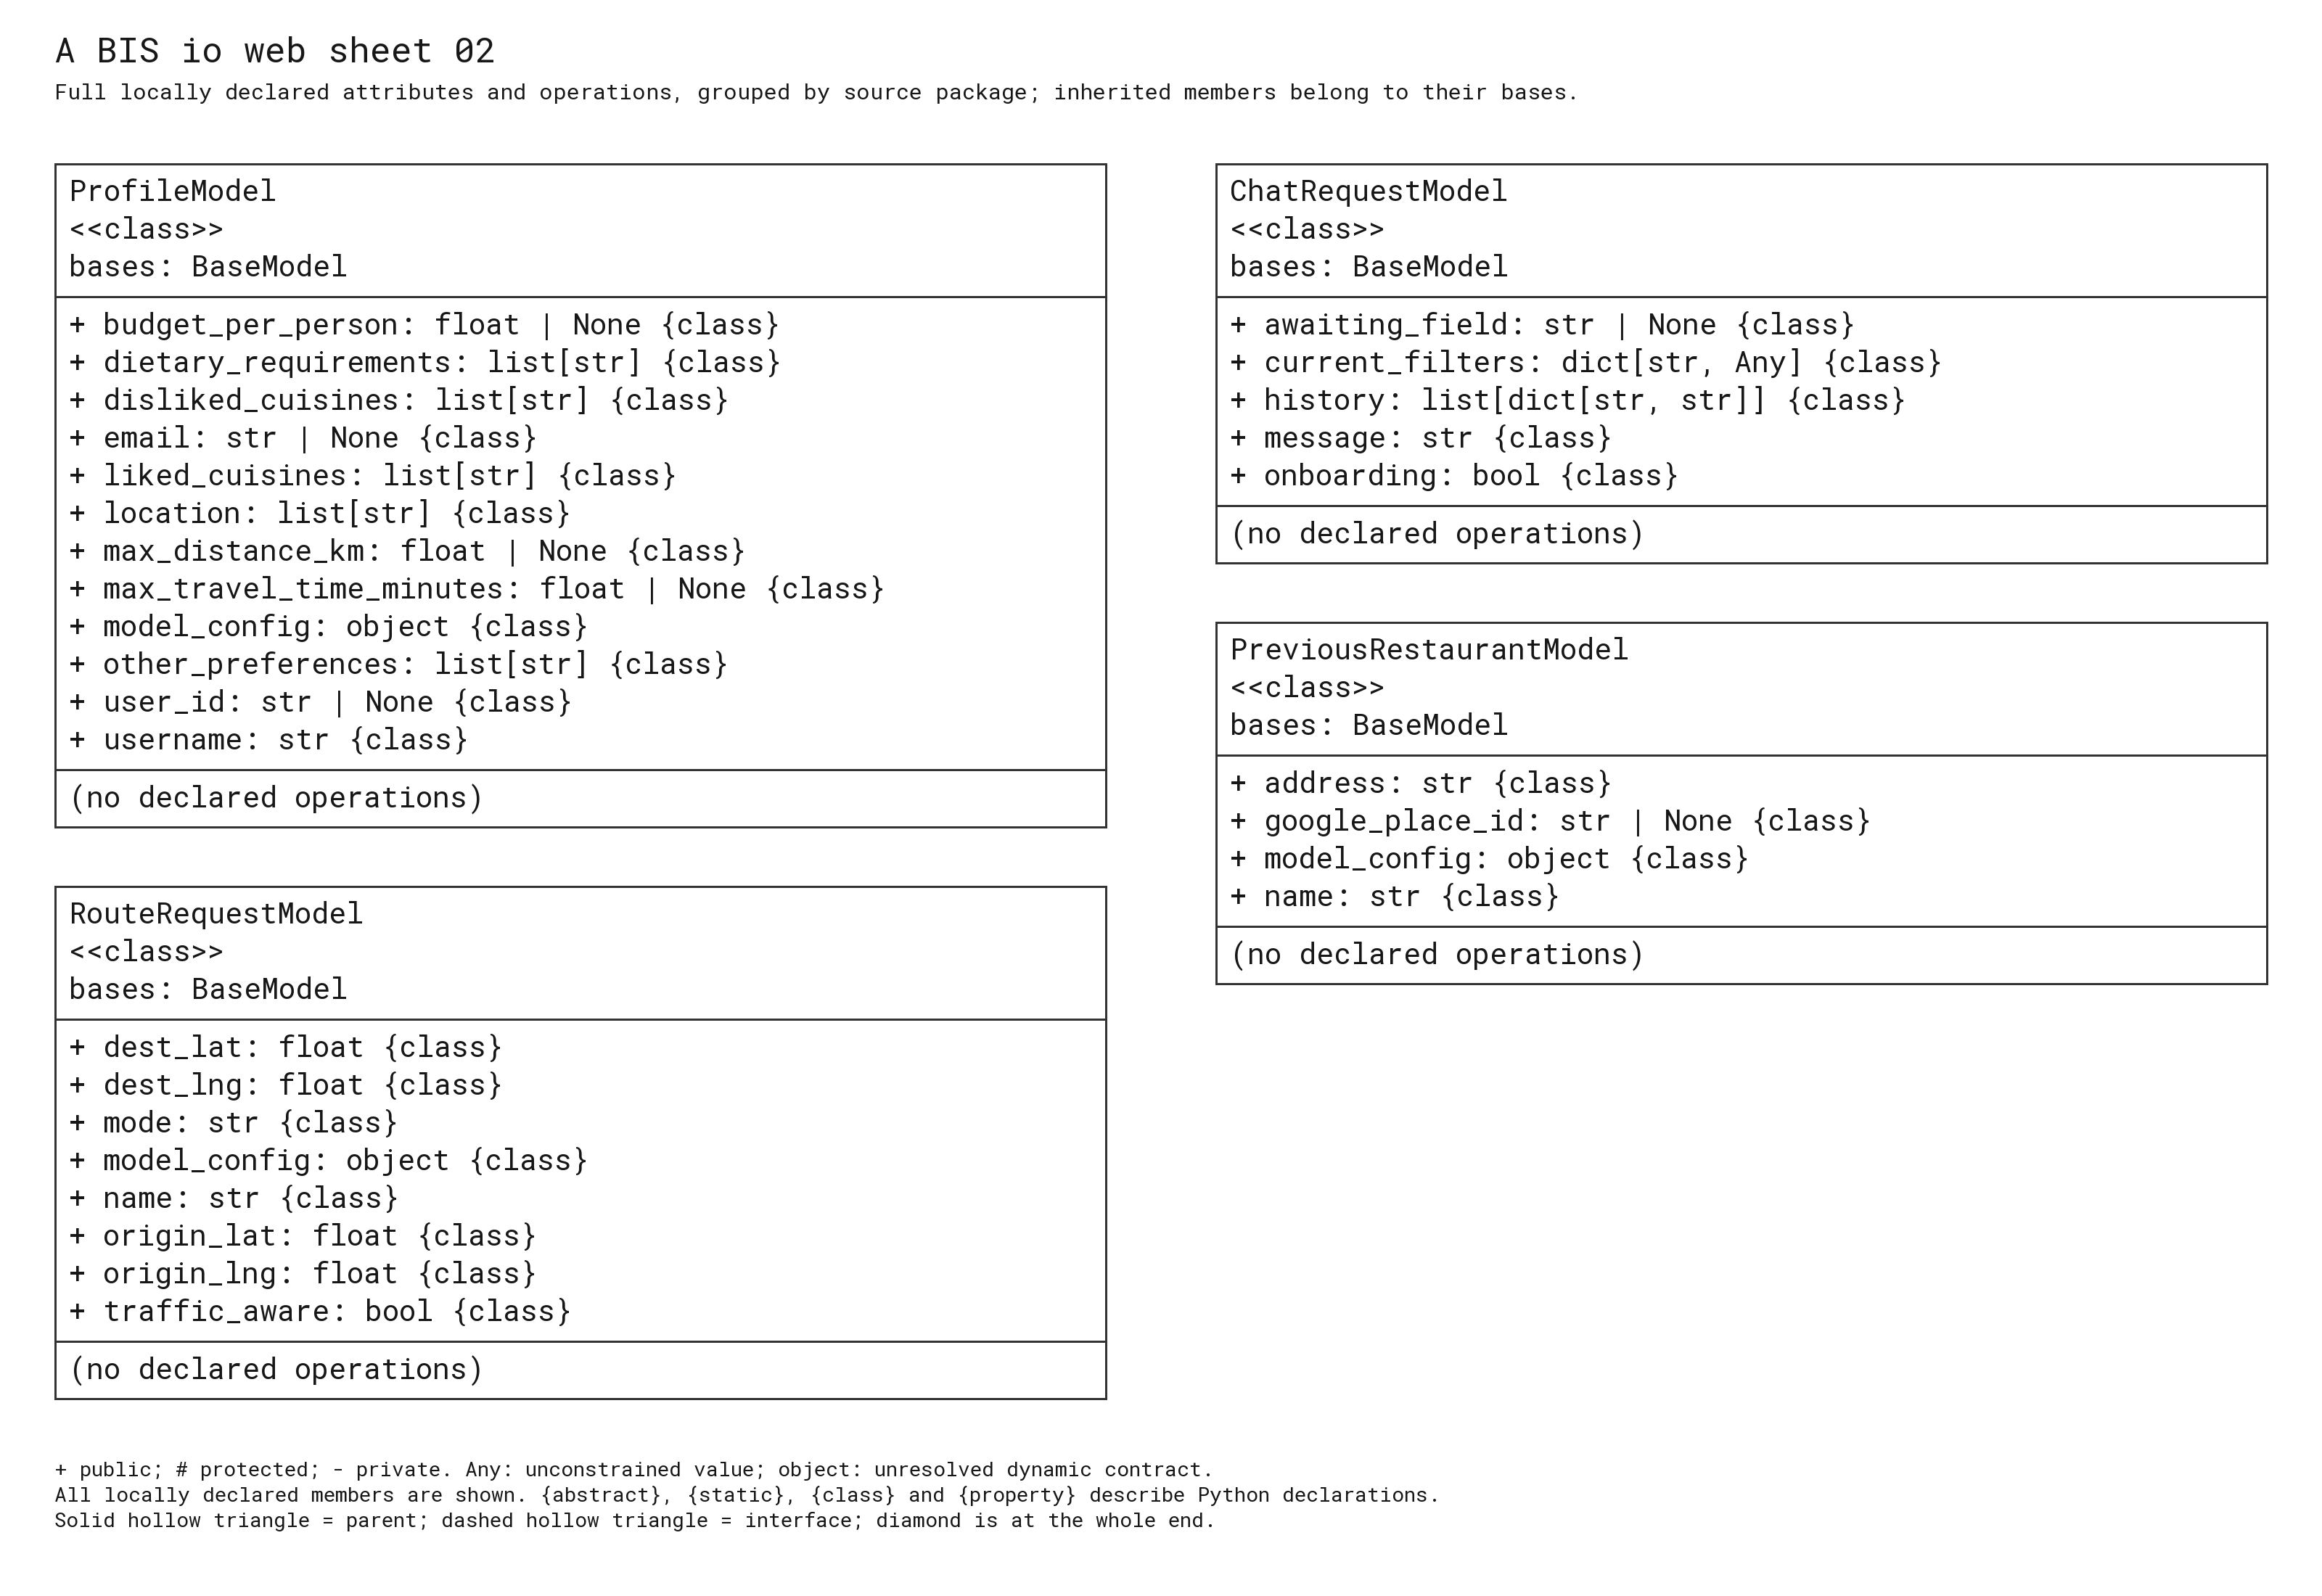 A BIS io web sheet 02
Full locally declared attributes and operations, grouped by source package; inherited members belong to their bases.
ProfileModel
<<class>>
bases: BaseModel
+ budget_per_person: float | None {class}
+ dietary_requirements: list[str] {class}
+ disliked_cuisines: list[str] {class}
+ email: str | None {class}
+ liked_cuisines: list[str] {class}
+ location: list[str] {class}
+ max_distance_km: float | None {class}
+ max_travel_time_minutes: float | None {class}
+ model_config: object {class}
+ other_preferences: list[str] {class}
+ user_id: str | None {class}
+ username: str {class}
(no declared operations)
ChatRequestModel
<<class>>
bases: BaseModel
+ awaiting_field: str | None {class}
+ current_filters: dict[str, Any] {class}
+ history: list[dict[str, str]] {class}
+ message: str {class}
+ onboarding: bool {class}
(no declared operations)
RouteRequestModel
<<class>>
bases: BaseModel
+ dest_lat: float {class}
+ dest_lng: float {class}
+ mode: str {class}
+ model_config: object {class}
+ name: str {class}
+ origin_lat: float {class}
+ origin_lng: float {class}
+ traffic_aware: bool {class}
(no declared operations)
PreviousRestaurantModel
<<class>>
bases: BaseModel
+ address: str {class}
+ google_place_id: str | None {class}
+ model_config: object {class}
+ name: str {class}
(no declared operations)
+ public; # protected; - private. Any: unconstrained value; object: unresolved dynamic contract.
All locally declared members are shown. {abstract}, {static}, {class} and {property} describe Python declarations.
Solid hollow triangle = parent; dashed hollow triangle = interface; diamond is at the whole end.